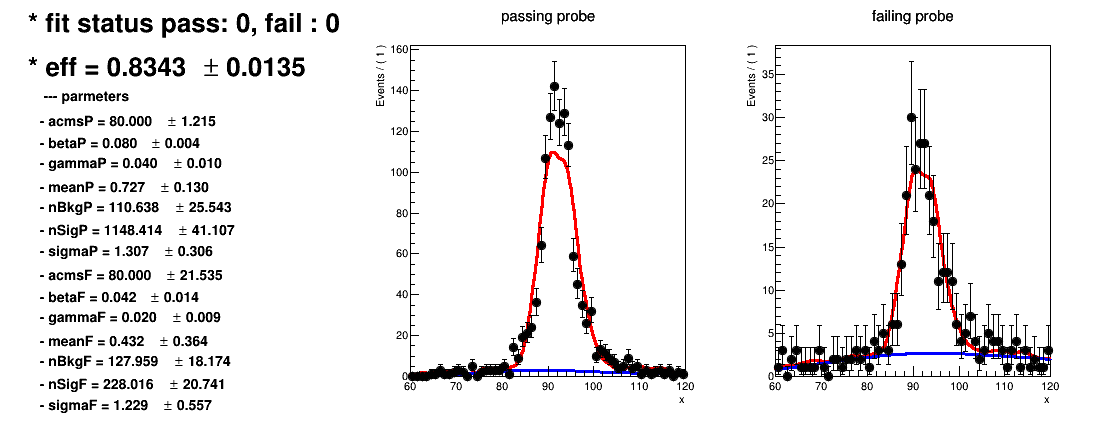 * fit status pass: 0, fail : 0
* eff = 0.8343 ± 0.0135
--- parmeters
- acmsP = 80.000 ± 1.215
- betaP = 0.080 ± 0.004
- gammaP = 0.040 ± 0.010
- meanP = 0.727 ± 0.130
- nBkgP = 110.638 ± 25.543
- nSigP = 1148.414 ± 41.107
- sigmaP = 1.307 ± 0.306
- acmsF = 80.000 ± 21.535
- betaF = 0.042 ± 0.014
- gammaF = 0.020 ± 0.009
- meanF = 0.432 ± 0.364
- nBkgF = 127.959 ± 18.174
- nSigF = 228.016 ± 20.741
- sigmaF = 1.229 ± 0.557
passing probe
Events / ( 1 )
160
140
120
100
80
60
40
20
0
60 70 80 90 100 110 120
x
failing probe
Events / ( 1 )
35
30
25
20
15
10
5
0
60 70 80 90 100 110 120
x